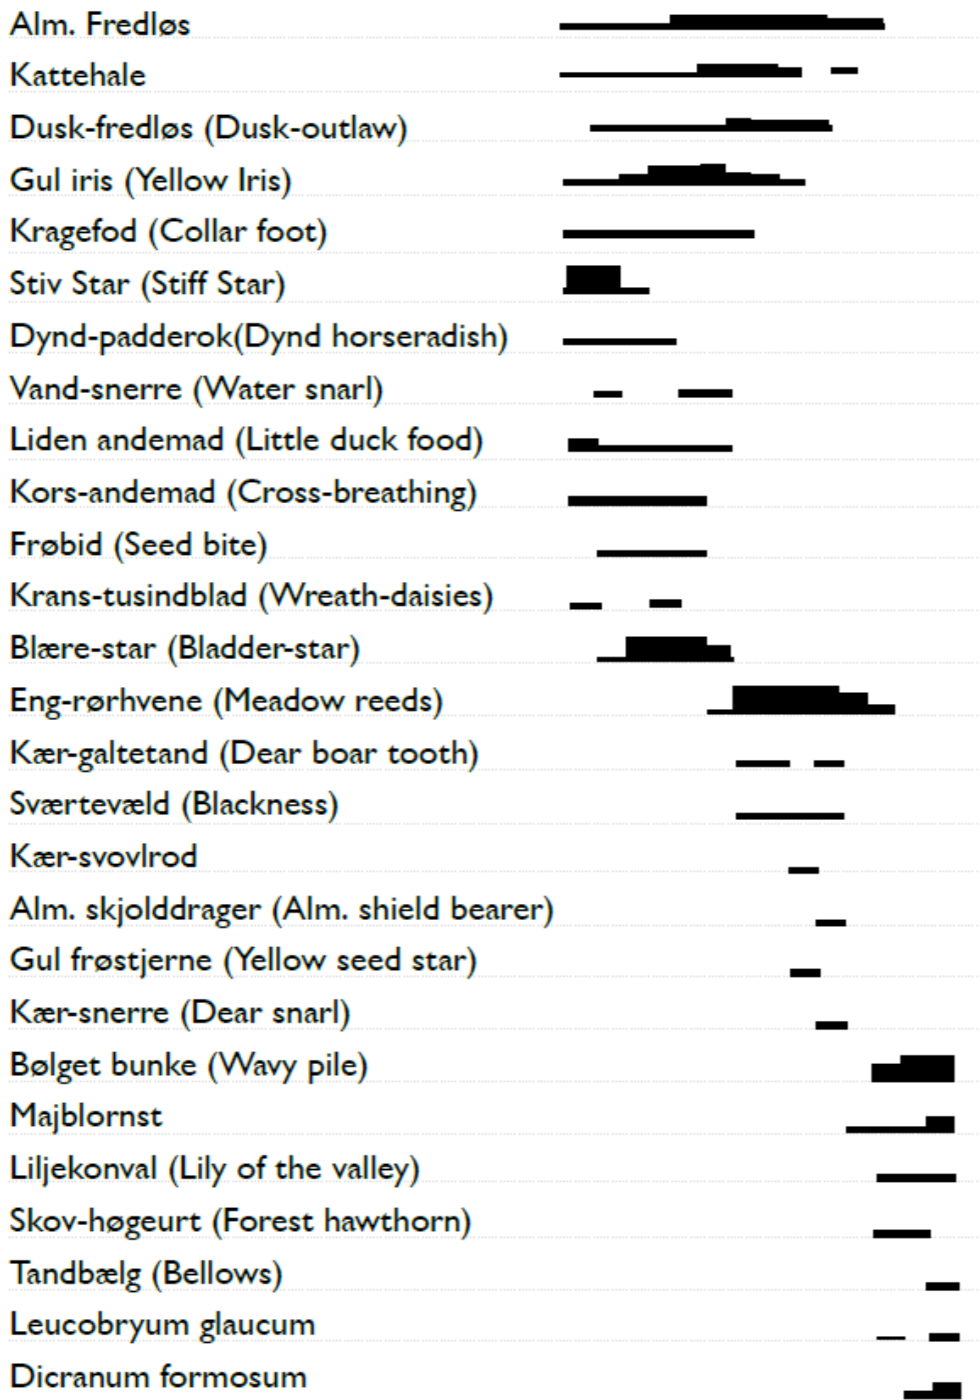 Alm. Fredløs
Kattehale
Dusk-fredløs (Dusk-outlaw)
Gul iris (Yellow Iris)
Kragefod (Collar foot)
Stiv Star (Stiff Star)
Dynd-padderok(Dynd horseradish)
Vand-snerre (Water snarl)
Liden andemad (Little duck food)
Kors-andemad (Cross-breathing)
Frøbid (Seed bite)
Krans-tusindblad (Wreath-daisies)
Blære-star (Bladder-star)
Eng-rørhvene (Meadow reeds)
Kær-galtetand (Dear boar tooth)
Sværtevæld (Blackness)
Kær-svovlrod
Alm. skjolddrager (Alm. shield bearer)
Gul frøstjerne (Yellow seed star)
Kær-snerre (Dear snarl)
Bølget bunke (Wavy pile)
Majblornst
Liljekonval (Lily of the valley)
Skov-høgeurt (Forest hawthorn)
Tandbælg (Bellows)
Leucobryum glaucum
Dicranum formosum